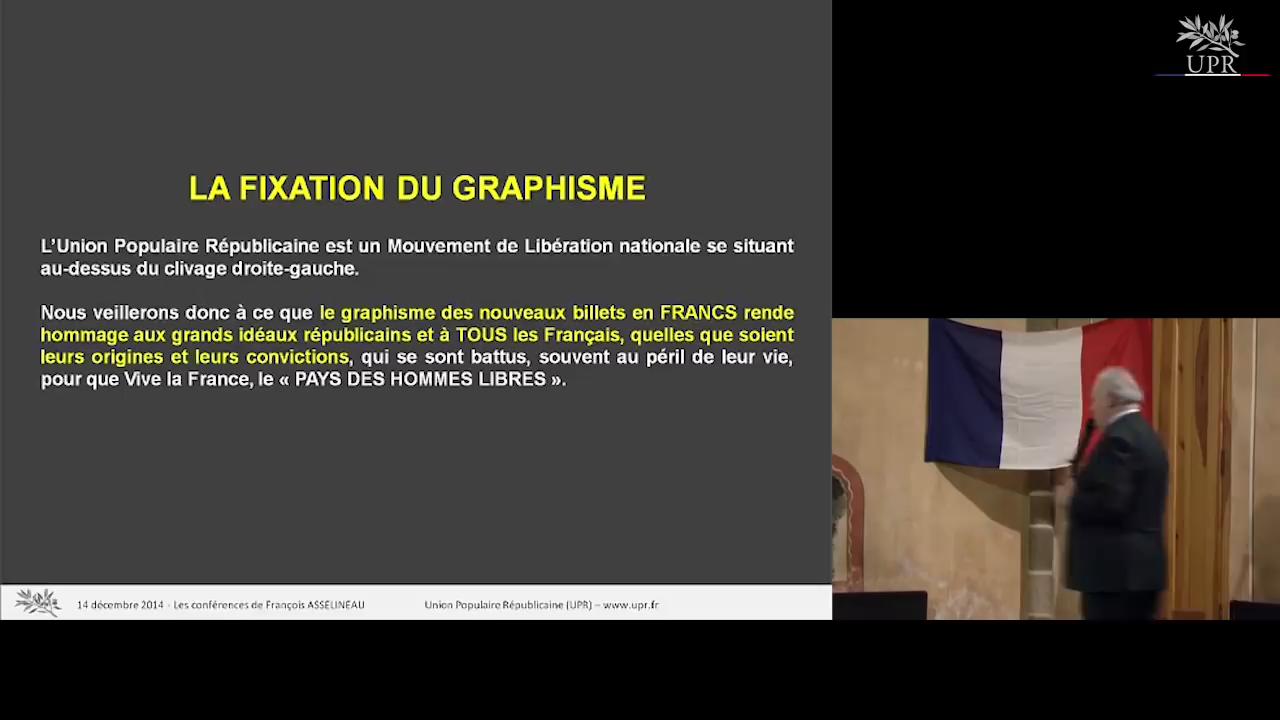 UPR
LA FIXATION DU GRAPHISME
L’Union Populaire Républicaine est un Mouvement de Libération nationale se situant
au-dessus du clivage droite-gauche.
Nous veillerons donc à ce que le graphisme des nouveaux billets en FRANCS rende
hommage aux grands idéaux républicains et à TOUS les Français, quelles que soient
leurs origines et leurs convictions, qui se sont battus, souvent au péril de leur vie,
pour que Vive la France, le « PAYS DES HOMMES LIBRES ».
14 décembre 2014 - Les conférences de François ASSELINEAU
Union Populaire Républicaine (UPR) – www.upr.fr